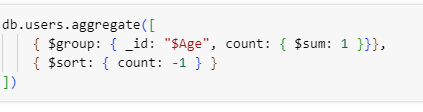 db.users.aggregate([
    { $group: { _id: "$Age", count: { $sum: 1 }}},
    { $sort: { count: -1 } }
])